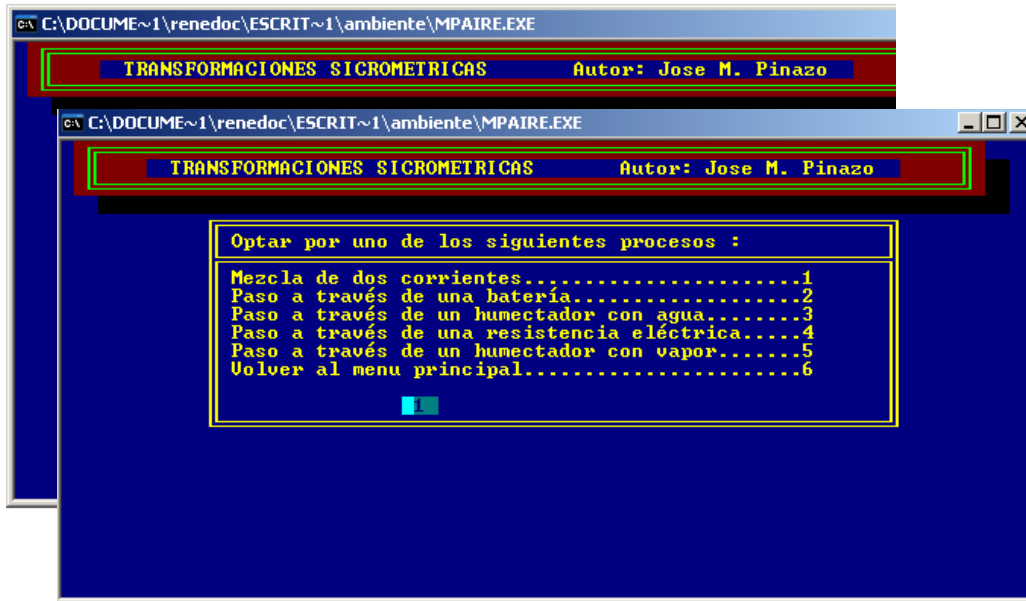 C:\DOCUME~1\renedoc\ESCRIT~1\ambiente\MPAIRE.EXE
TRANSFORMACIONES SICROMETRICAS Autor: Jose M. Pinazo
C:\DOCUME~1\renedoc\ESCRIT~1\ambiente\MPAIRE.EXE
TRANSFORMACIONES SICROMETRICAS Autor: Jose M. Pinazo
Optar por uno de los siguientes procesos :
Mezcla de dos corrientes.......................1
Paso a través de una batería...................2
Paso a través de un humectador con agua........3
Paso a través de una resistencia eléctrica.....4
Paso a través de un humectador con vapor.......5
Volver al menu principal.......................6
1